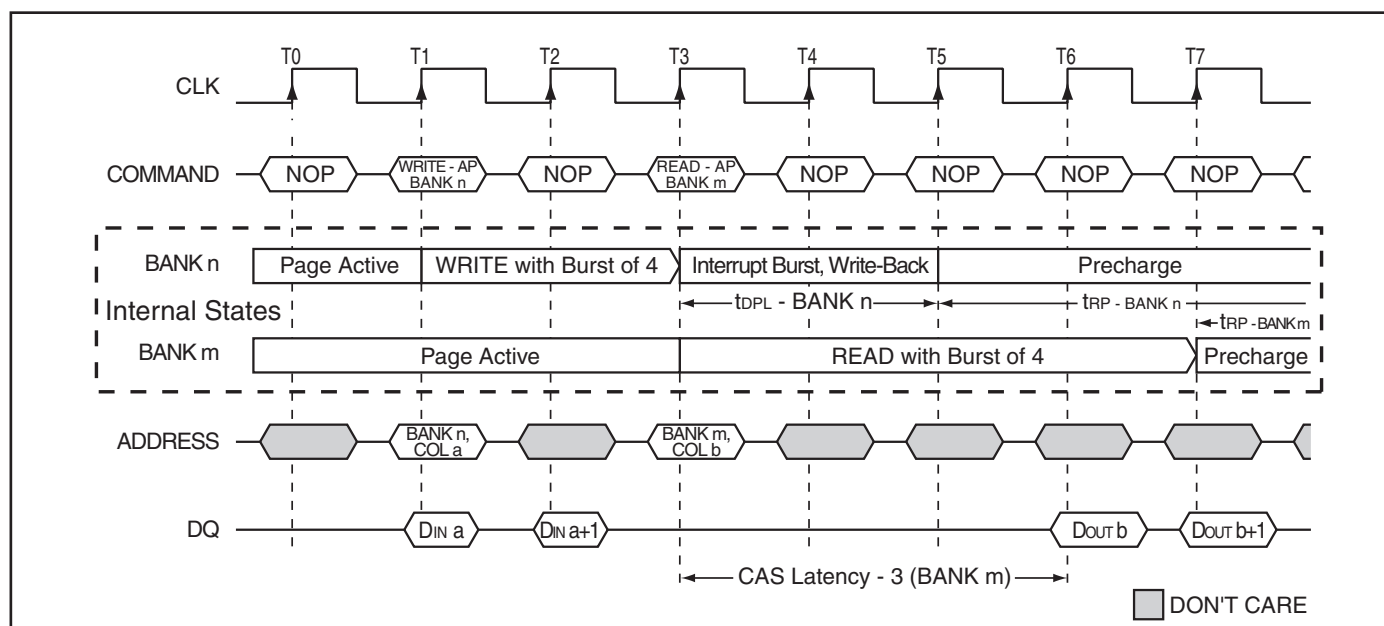 T0 T1 T2 T3 T4 T5 T6 T7
CLK
COMMAND NOP WRITE - AP BANK n NOP READ - AP BANK m NOP NOP NOP NOP
BANK n Page Active WRITE with Burst of 4 Interrupt Burst, Write-Back Precharge
tDPL - BANK n tRP - BANK n
Internal States
tRP - BANK m
BANK m Page Active READ with Burst of 4 Precharge
ADDRESS BANK n, COL a BANK m, COL b
DQ DIN a DIN a+1 DOUT b DOUT b+1
CAS Latency - 3 (BANK m)
DON'T CARE